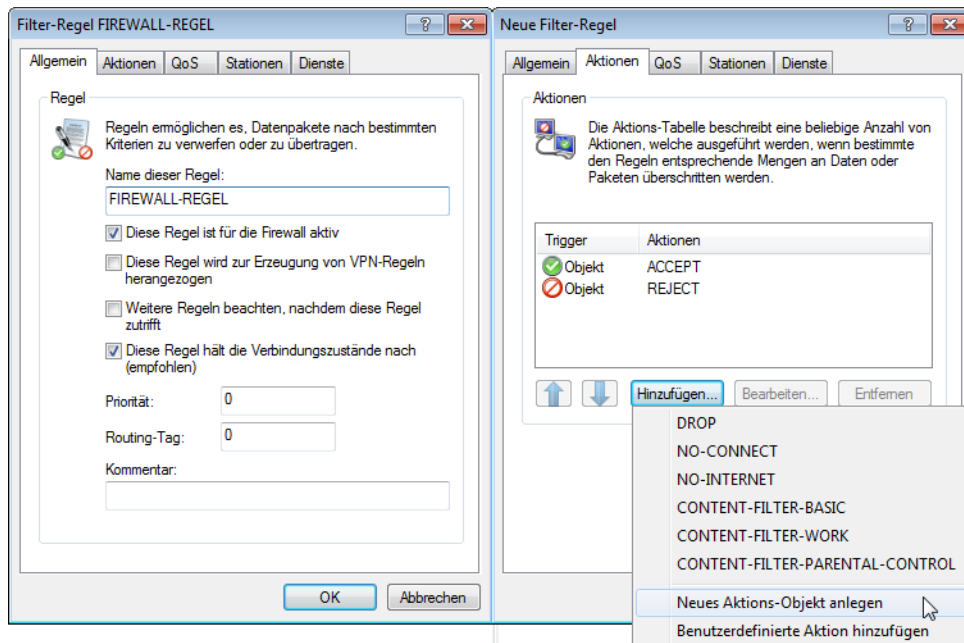 Filter-Regel FIREWALL-REGEL
Allgemein Aktionen QoS Stationen Dienste
Regel
Regeln ermöglichen es, Datenpakete nach bestimmten
Kriterien zu verwerfen oder zu übertragen.
Name dieser Regel:
FIREWALL-REGEL
Diese Regel ist für die Firewall aktiv
Diese Regel wird zur Erzeugung von VPN-Regeln
herangezogen
Weitere Regeln beachten, nachdem diese Regel
zutrifft
Diese Regel hält die Verbindungszustände nach
(empfohlen)
Priorität: 0
Routing-Tag: 0
Kommentar:
OK Abbrechen
Neue Filter-Regel
Allgemein Aktionen QoS Stationen Dienste
Aktionen
Die Aktions-Tabelle beschreibt eine beliebige Anzahl von
Aktionen, welche ausgeführt werden, wenn bestimmte
den Regeln entsprechende Mengen an Daten oder
Paketen überschritten werden.
Trigger Aktionen
Objekt ACCEPT
Objekt REJECT
Hinzufügen... Bearbeiten... Entfernen
DROP
NO-CONNECT
NO-INTERNET
CONTENT-FILTER-BASIC
CONTENT-FILTER-WORK
CONTENT-FILTER-PARENTAL-CONTROL
Neues Aktions-Objekt anlegen
Benutzerdefinierte Aktion hinzufügen